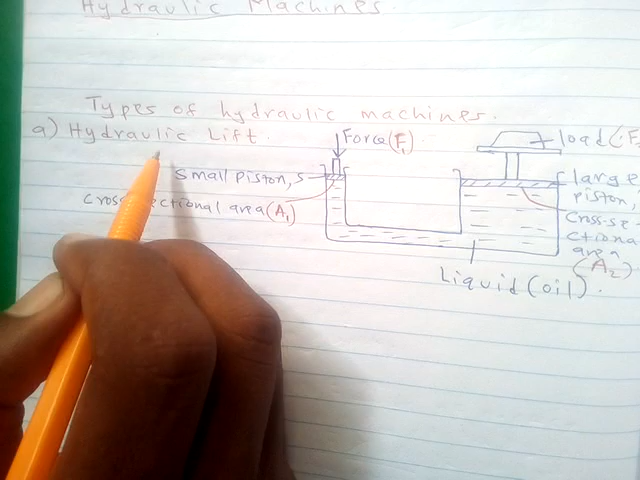 Hydraulic Machines.
Types of hydraulic machines.
a) Hydraulic Lift.
Force(F1)
load(F
small piston, S
cross sectional area(A1)
large
piston,
Cross-se-
ctional
area
(A2)
Liquid(oil).